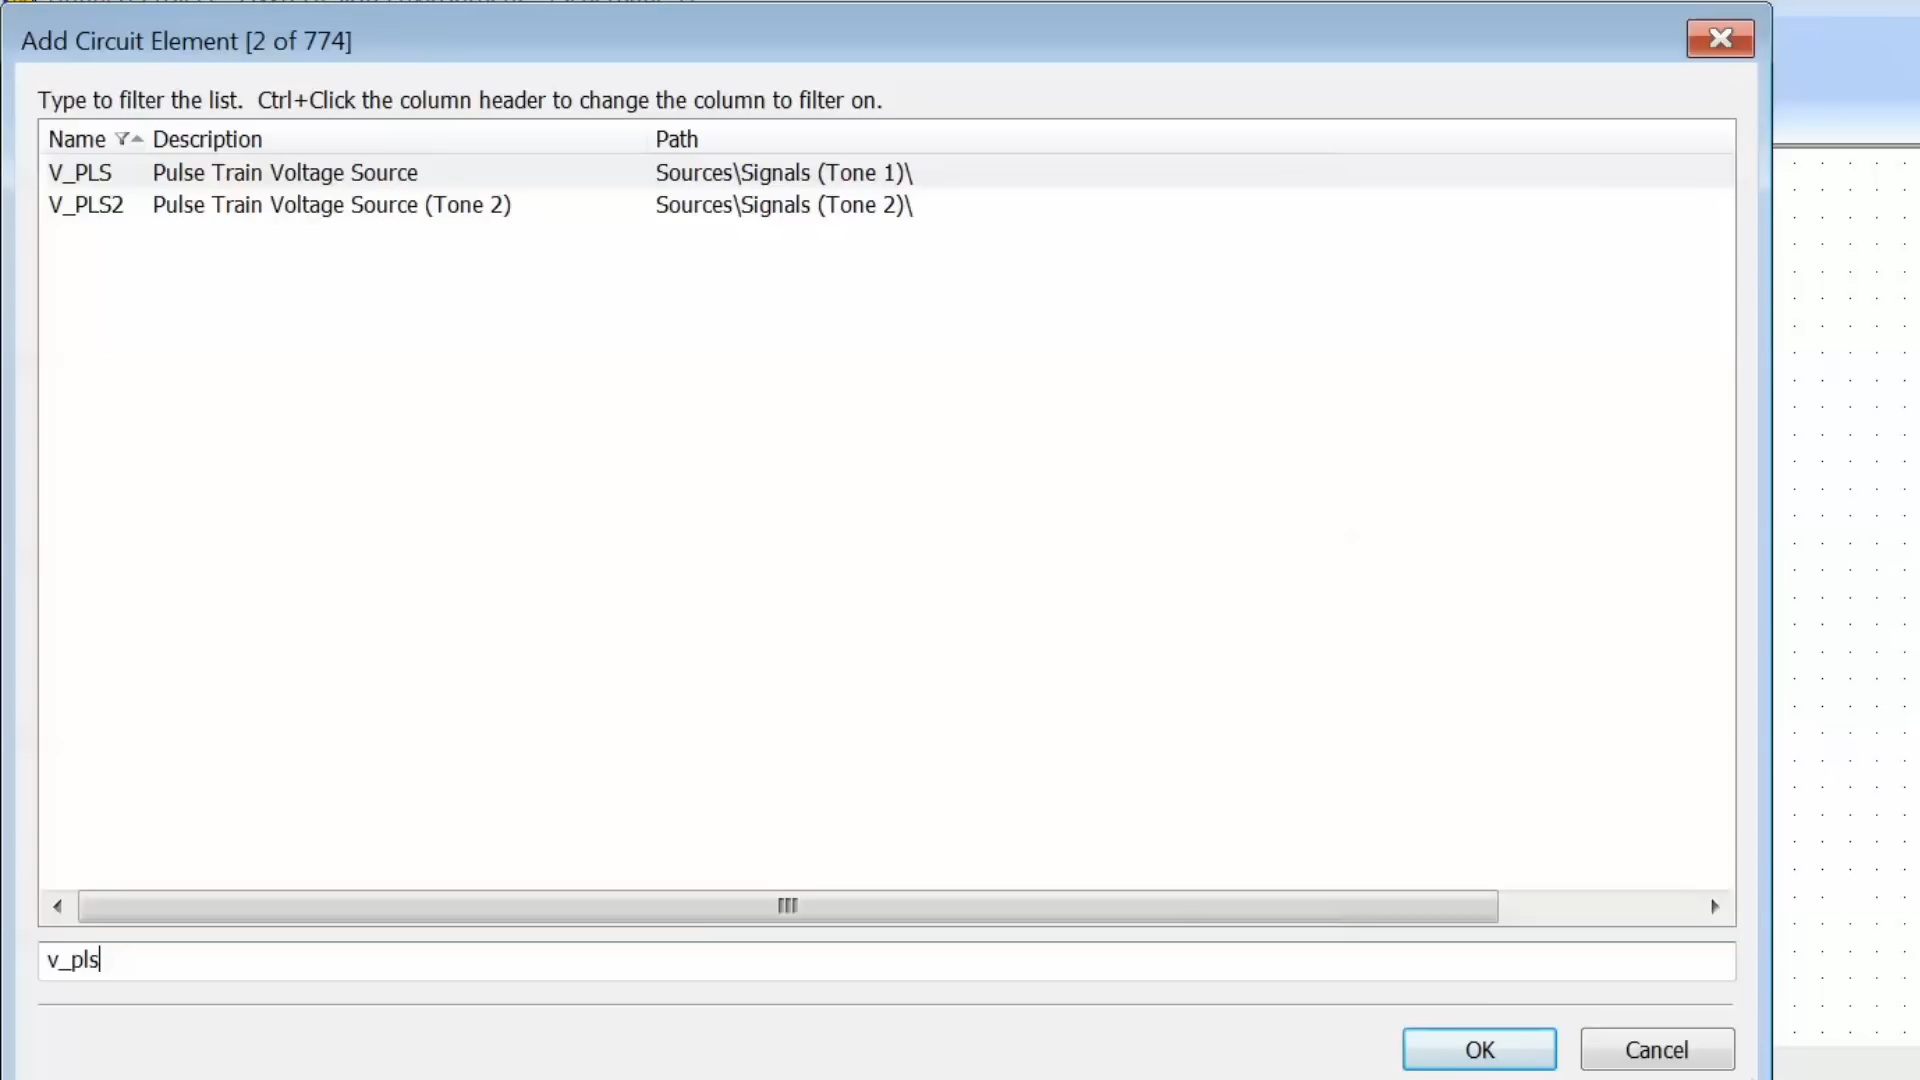 Add Circuit Element [2 of 774]
Type to filter the list.  Ctrl+Click the column header to change the column to filter on.
Name Description Path
V_PLS Pulse Train Voltage Source Sources\Signals (Tone 1)\
V_PLS2 Pulse Train Voltage Source (Tone 2) Sources\Signals (Tone 2)\
v_pls
OK Cancel